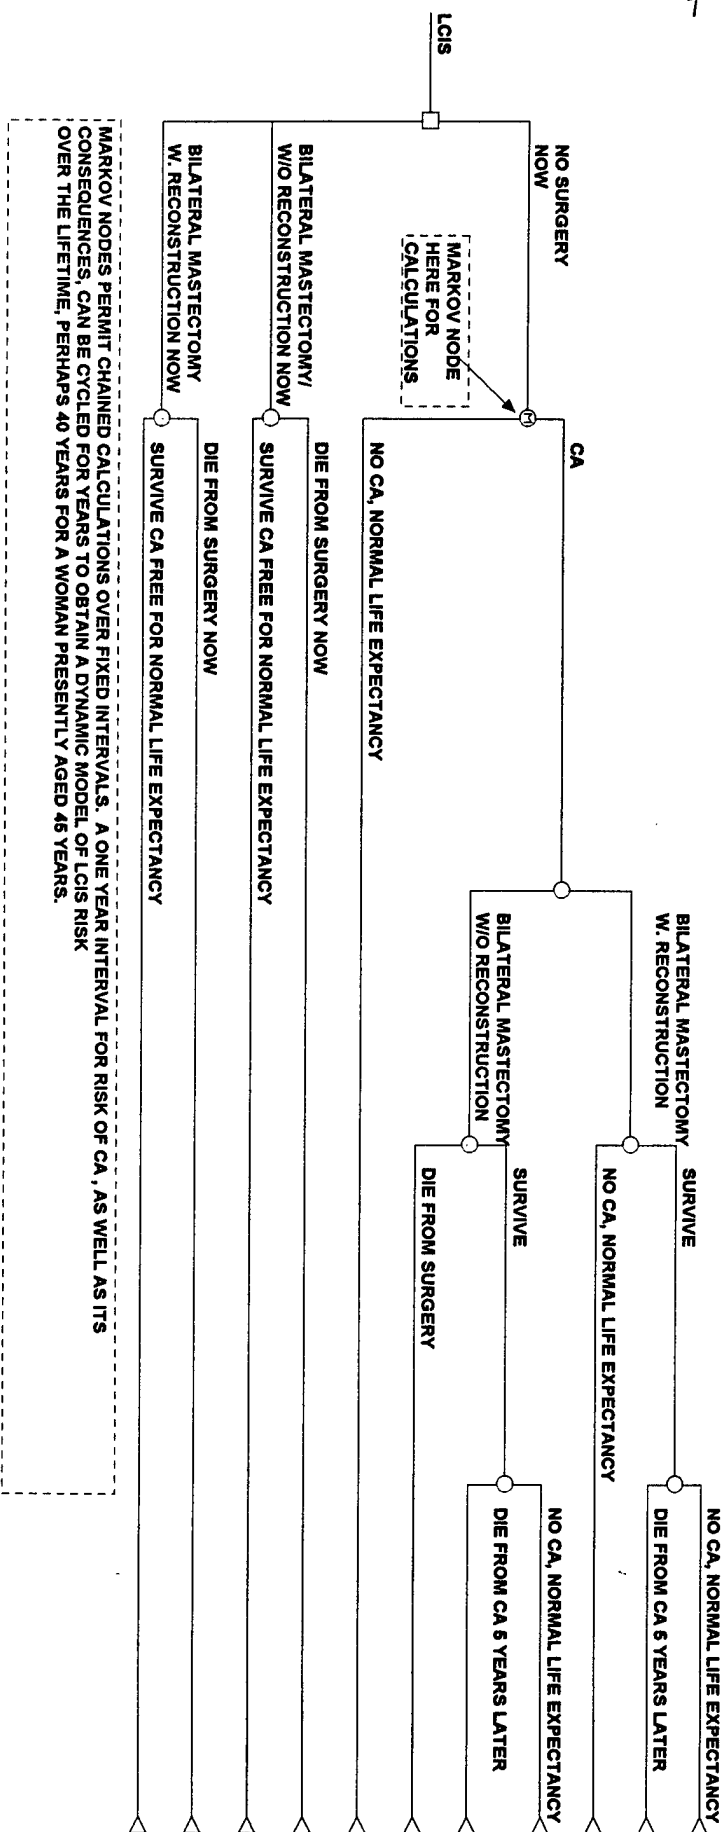 LCIS
NO SURGERY
NOW
MARKOV NODE
HERE FOR
CALCULATIONS
M
CA
BILATERAL MASTECTOMY
W. RECONSTRUCTION
SURVIVE
NO CA, NORMAL LIFE EXPECTANCY
DIE FROM CA 5 YEARS LATER
NO CA, NORMAL LIFE EXPECTANCY
BILATERAL MASTECTOMY
W/O RECONSTRUCTION
SURVIVE
NO CA, NORMAL LIFE EXPECTANCY
DIE FROM CA 5 YEARS LATER
DIE FROM SURGERY
NO CA, NORMAL LIFE EXPECTANCY
BILATERAL MASTECTOMY/
W/O RECONSTRUCTION NOW
DIE FROM SURGERY NOW
SURVIVE CA FREE FOR NORMAL LIFE EXPECTANCY
BILATERAL MASTECTOMY
W. RECONSTRUCTION NOW
DIE FROM SURGERY NOW
SURVIVE CA FREE FOR NORMAL LIFE EXPECTANCY
MARKOV NODES PERMIT CHAINED CALCULATIONS OVER FIXED INTERVALS. A ONE YEAR INTERVAL FOR RISK OF CA , AS WELL AS ITS
CONSEQUENCES, CAN BE CYCLED FOR YEARS TO OBTAIN A DYNAMIC MODEL OF LCIS RISK
OVER THE LIFETIME, PERHAPS 40 YEARS FOR A WOMAN PRESENTLY AGED 45 YEARS.